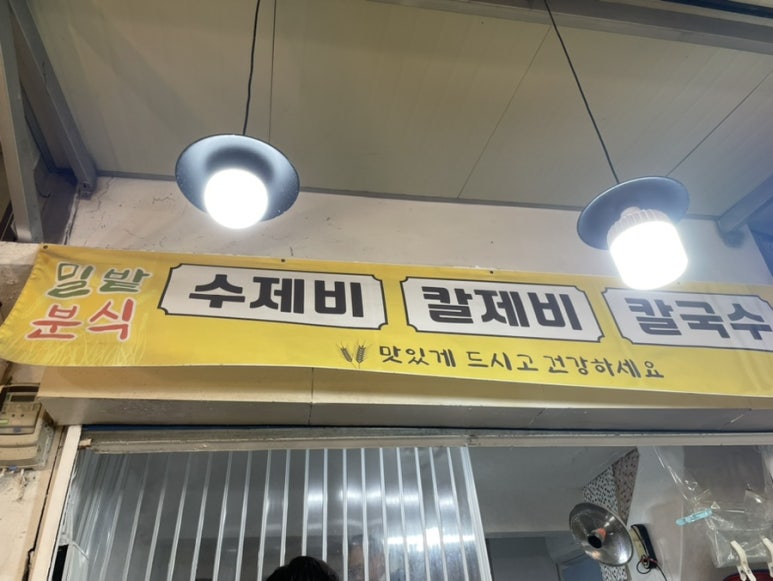 밀밭
분식
수제비
칼제비
칼국수
맛있게 드시고 건강하세요